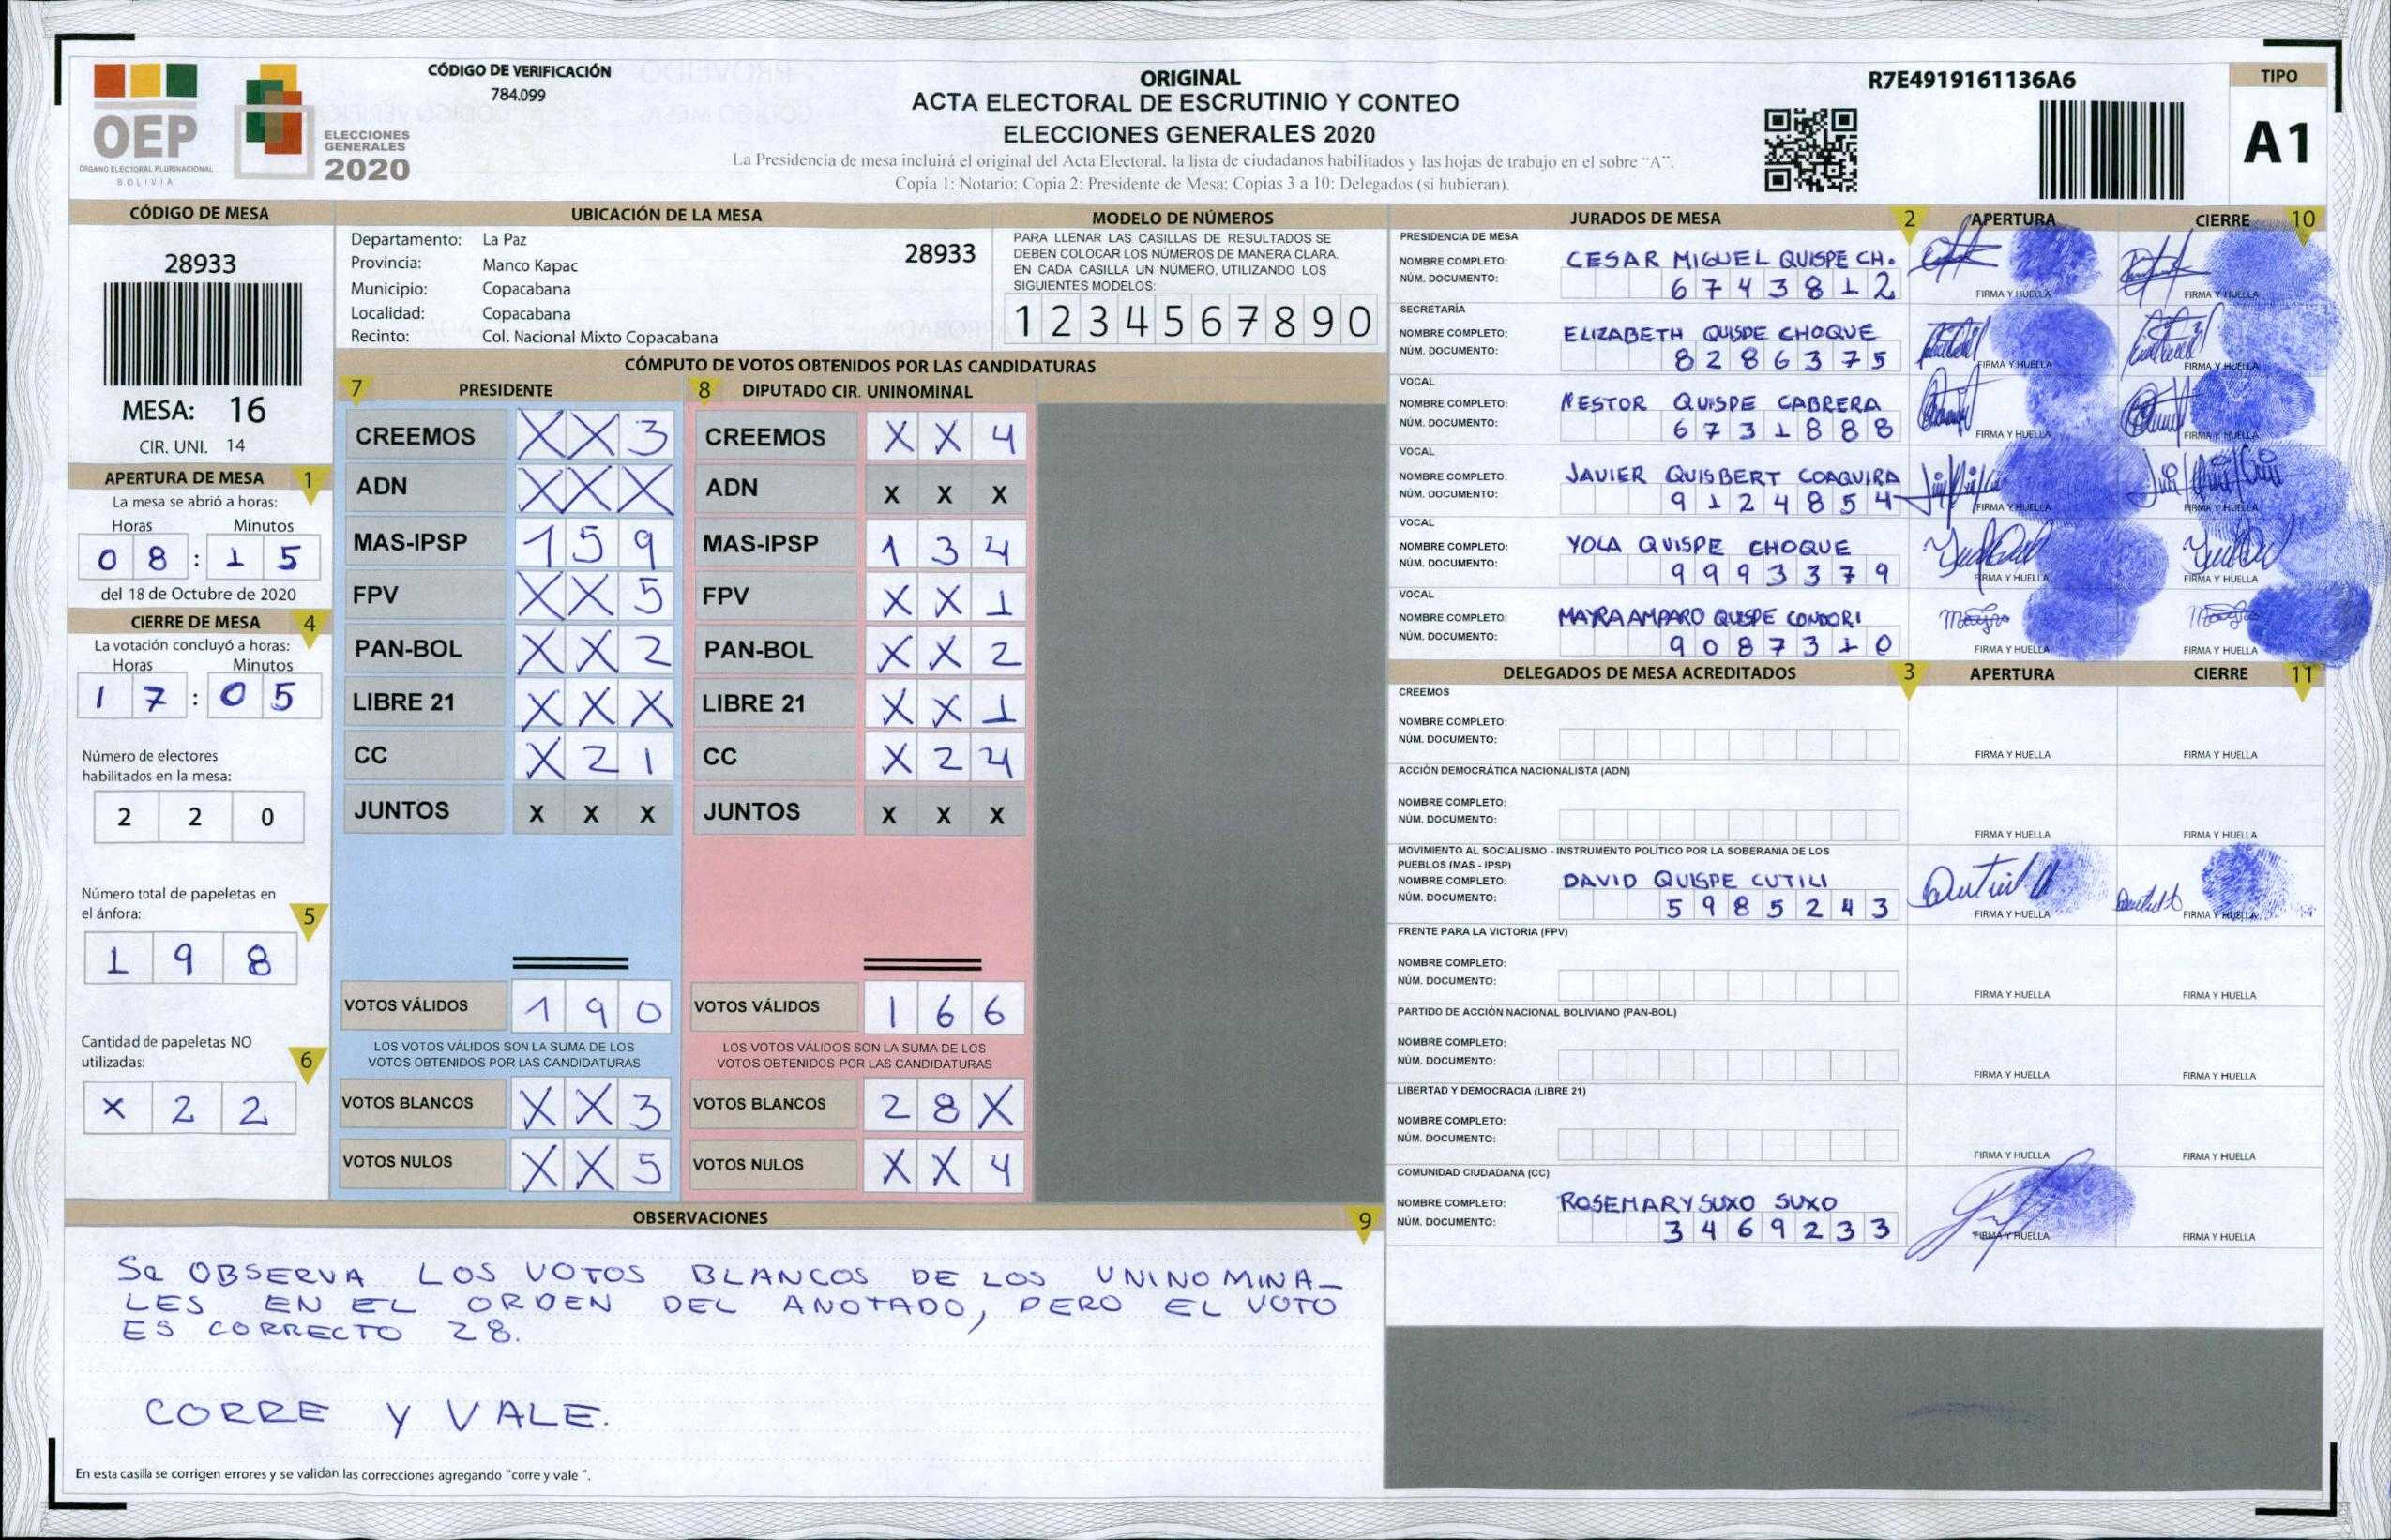 OEP
ÓRGANO ELECTORAL PLURINACIONAL
BOLIVIA
ELECCIONES
GENERALES
2020
CÓDIGO DE VERIFICACIÓN
784.099
ORIGINAL
ACTA ELECTORAL DE ESCRUTINIO Y CONTEO
ELECCIONES GENERALES 2020
La Presidencia de mesa incluirá el original del Acta Electoral, la lista de ciudadanos habilitados y las hojas de trabajo en el sobre “A”.
Copia 1: Notario; Copia 2: Presidente de Mesa; Copias 3 a 10: Delegados (si hubieran).
R7E4919161136A6
TIPO
A1
CÓDIGO DE MESA
28933
MESA: 16
CIR. UNI. 14
APERTURA DE MESA 1
La mesa se abrió a horas:
Horas Minutos
0 8 : 1 5
del 18 de Octubre de 2020
CIERRE DE MESA 4
La votación concluyó a horas:
Horas Minutos
1 7 : 0 5
Número de electores
habilitados en la mesa:
2 2 0
Número total de papeletas en
el ánfora: 5
1 9 8
Cantidad de papeletas NO
utilizadas: 6
X 2 2
UBICACIÓN DE LA MESA
Departamento: La Paz 28933
Provincia: Manco Kapac
Municipio: Copacabana
Localidad: Copacabana
Recinto: Col. Nacional Mixto Copacabana
MODELO DE NÚMEROS
PARA LLENAR LAS CASILLAS DE RESULTADOS SE
DEBEN COLOCAR LOS NÚMEROS DE MANERA CLARA.
EN CADA CASILLA UN NÚMERO, UTILIZANDO LOS
SIGUIENTES MODELOS:
1 2 3 4 5 6 7 8 9 0
CÓMPUTO DE VOTOS OBTENIDOS POR LAS CANDIDATURAS
7 PRESIDENTE
CREEMOS X X 3
ADN X X X
MAS-IPSP 1 5 9
FPV X X 5
PAN-BOL X X 2
LIBRE 21 X X X
CC X 2 1
JUNTOS X X X
VOTOS VÁLIDOS 1 9 0
LOS VOTOS VÁLIDOS SON LA SUMA DE LOS
VOTOS OBTENIDOS POR LAS CANDIDATURAS
VOTOS BLANCOS X X 3
VOTOS NULOS X X 5
8 DIPUTADO CIR. UNINOMINAL
CREEMOS X X 4
ADN X X X
MAS-IPSP 1 3 4
FPV X X 1
PAN-BOL X X 2
LIBRE 21 X X 1
CC X 2 4
JUNTOS X X X
VOTOS VÁLIDOS 1 6 6
LOS VOTOS VÁLIDOS SON LA SUMA DE LOS
VOTOS OBTENIDOS POR LAS CANDIDATURAS
VOTOS BLANCOS 2 8 X
VOTOS NULOS X X 4
OBSERVACIONES 9
Se OBSERVA LOS VOTOS BLANCOS DE LOS UNINOMINA-
LES EN EL ORDEN DEL ANOTADO, PERO EL VOTO
ES CORRECTO 28.
CORRE Y VALE.
En esta casilla se corrigen errores y se validan las correcciones agregando "corre y vale ".
JURADOS DE MESA 2 APERTURA CIERRE 10
PRESIDENCIA DE MESA
NOMBRE COMPLETO: CESAR MIGUEL QUISPE CH.
NÚM. DOCUMENTO: 6 7 4 3 8 1 2
FIRMA Y HUELLA FIRMA Y HUELLA
SECRETARÍA
NOMBRE COMPLETO: ELIZABETH QUISPE CHOQUE
NÚM. DOCUMENTO: 8 2 8 6 3 7 5
FIRMA Y HUELLA FIRMA Y HUELLA
VOCAL
NOMBRE COMPLETO: NESTOR QUISPE CABRERA
NÚM. DOCUMENTO: 6 7 3 1 8 8 8
FIRMA Y HUELLA FIRMA Y HUELLA
VOCAL
NOMBRE COMPLETO: JAVIER QUISBERT COAQUIRA
NÚM. DOCUMENTO: 9 1 2 4 8 5 4
FIRMA Y HUELLA FIRMA Y HUELLA
VOCAL
NOMBRE COMPLETO: YOLA QUISPE CHOQUE
NÚM. DOCUMENTO: 9 9 9 3 3 7 9
FIRMA Y HUELLA FIRMA Y HUELLA
VOCAL
NOMBRE COMPLETO: MAYRA AMPARO QUISPE CONDORI
NÚM. DOCUMENTO: 9 0 8 7 3 1 0
FIRMA Y HUELLA FIRMA Y HUELLA
DELEGADOS DE MESA ACREDITADOS 3 APERTURA CIERRE 11
CREEMOS
NOMBRE COMPLETO:
NÚM. DOCUMENTO:
FIRMA Y HUELLA FIRMA Y HUELLA
ACCIÓN DEMOCRÁTICA NACIONALISTA (ADN)
NOMBRE COMPLETO:
NÚM. DOCUMENTO:
FIRMA Y HUELLA FIRMA Y HUELLA
MOVIMIENTO AL SOCIALISMO - INSTRUMENTO POLÍTICO POR LA SOBERANIA DE LOS
PUEBLOS (MAS - IPSP)
NOMBRE COMPLETO: DAVID QUISPE CUTILI
NÚM. DOCUMENTO: 5 9 8 5 2 4 3
FIRMA Y HUELLA FIRMA Y HUELLA
FRENTE PARA LA VICTORIA (FPV)
NOMBRE COMPLETO:
NÚM. DOCUMENTO:
FIRMA Y HUELLA FIRMA Y HUELLA
PARTIDO DE ACCIÓN NACIONAL BOLIVIANO (PAN-BOL)
NOMBRE COMPLETO:
NÚM. DOCUMENTO:
FIRMA Y HUELLA FIRMA Y HUELLA
LIBERTAD Y DEMOCRACIA (LIBRE 21)
NOMBRE COMPLETO:
NÚM. DOCUMENTO:
FIRMA Y HUELLA FIRMA Y HUELLA
COMUNIDAD CIUDADANA (CC)
NOMBRE COMPLETO: ROSEMARY SUXO SUXO
NÚM. DOCUMENTO: 3 4 6 9 2 3 3
FIRMA Y HUELLA FIRMA Y HUELLA